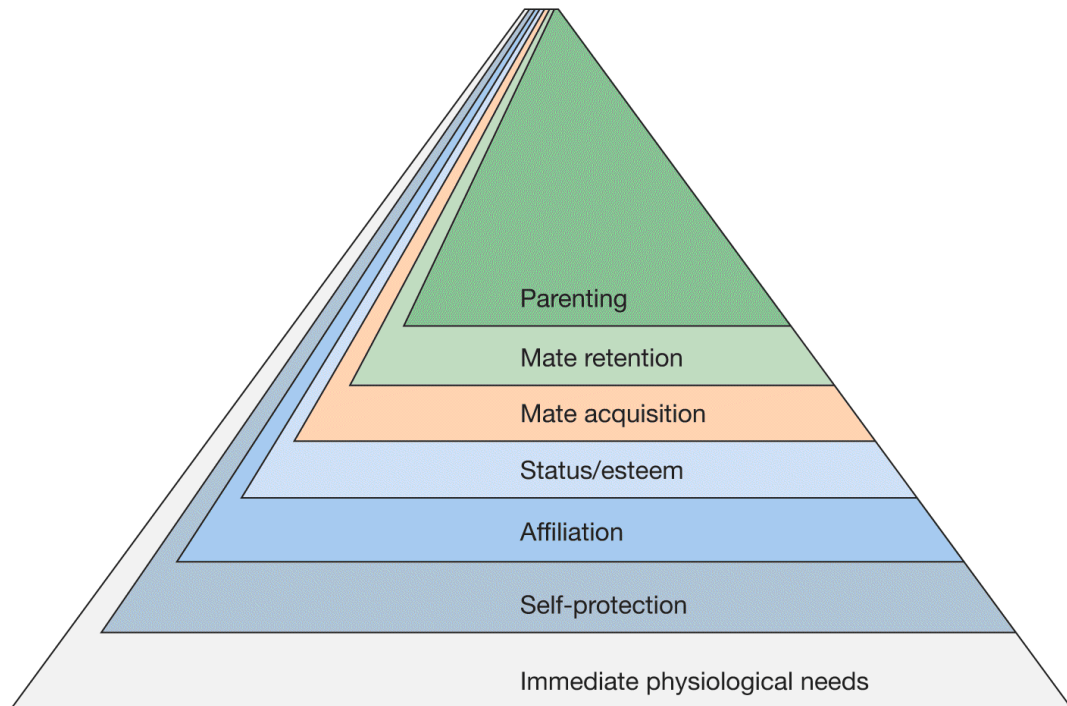 Parenting
Mate retention
Mate acquisition
Status/esteem
Affiliation
Self-protection
Immediate physiological needs